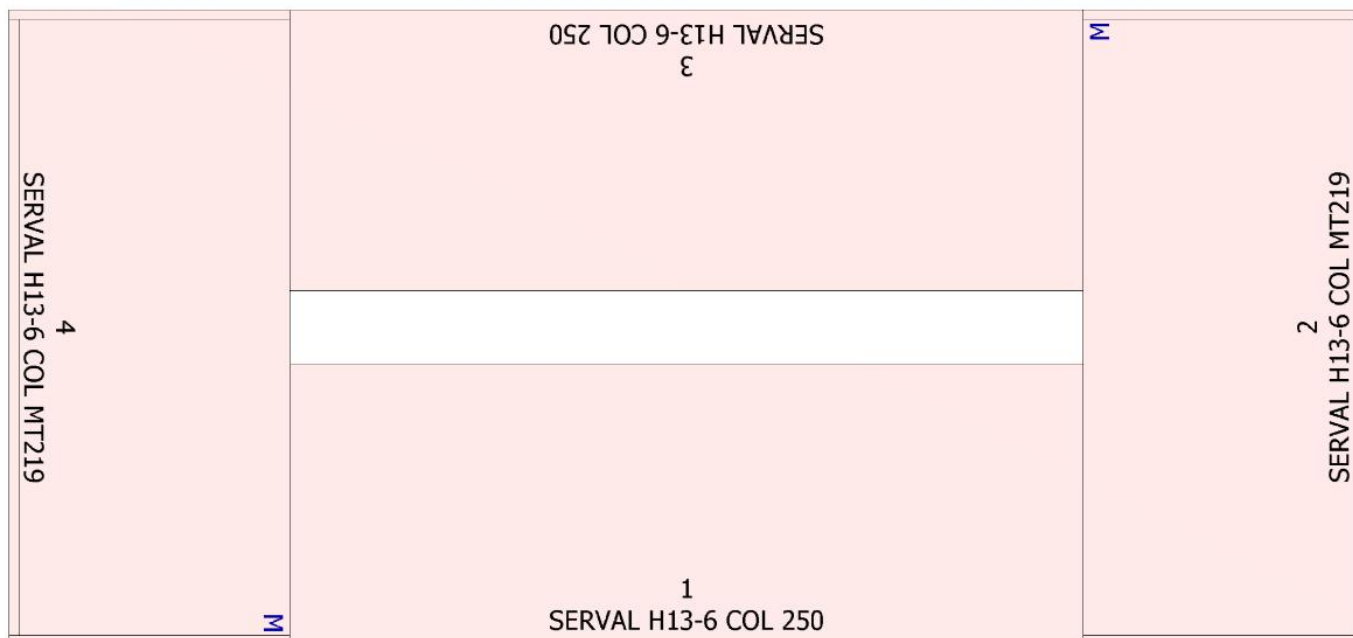 SERVAL H13-6 COL 250
3
M
SERVAL H13-6 COL MT219
4
2
SERVAL H13-6 COL MT219
M
1
SERVAL H13-6 COL 250